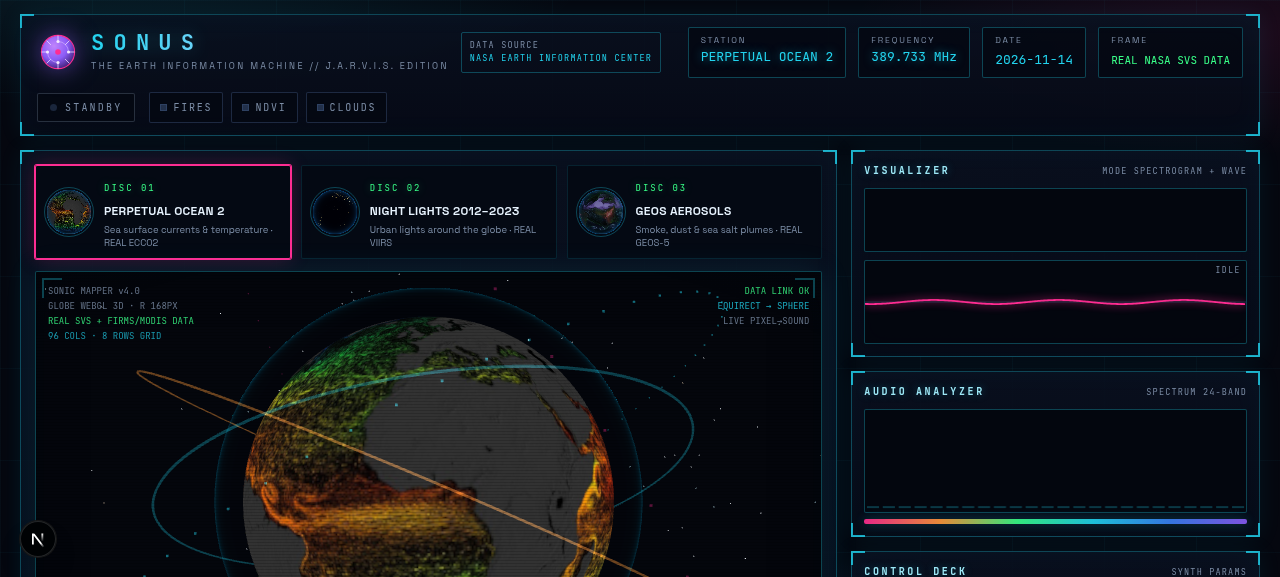 SONUS
THE EARTH INFORMATION MACHINE // J.A.R.V.I.S. EDITION
DATA SOURCE
NASA EARTH INFORMATION CENTER
STATION
PERPETUAL OCEAN 2
FREQUENCY
389.733 MHz
DATE
2026-11-14
FRAME
REAL NASA SVS DATA
STANDBY
FIRES
NDVI
CLOUDS
DISC 01
PERPETUAL OCEAN 2
Sea surface currents & temperature ·
REAL ECCO2
DISC 02
NIGHT LIGHTS 2012–2023
Urban lights around the globe · REAL
VIIRS
DISC 03
GEOS AEROSOLS
Smoke, dust & sea salt plumes · REAL
GEOS-5
SONIC MAPPER v4.0
GLOBE WEBGL 3D · R 168PX
REAL SVS + FIRMS/MODIS DATA
96 COLS · 8 ROWS GRID
DATA LINK OK
EQUIRECT → SPHERE
LIVE PIXEL→SOUND
VISUALIZER
MODE SPECTROGRAM + WAVE
IDLE
AUDIO ANALYZER
SPECTRUM 24-BAND
CONTROL DECK
SYNTH PARAMS
N